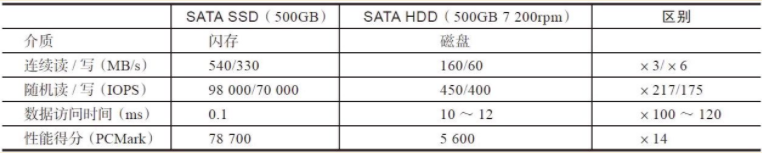 SATA SSD（500GB） SATA HDD（500GB 7 200rpm） 区别
介质 闪存 磁盘
连续读 / 写（MB/s） 540/330 160/60 ×3/×6
随机读 / 写（IOPS） 98 000/70 000 450/400 ×217/175
数据访问时间（ms） 0.1 10～12 ×100～120
性能得分（PCMark） 78 700 5 600 ×14